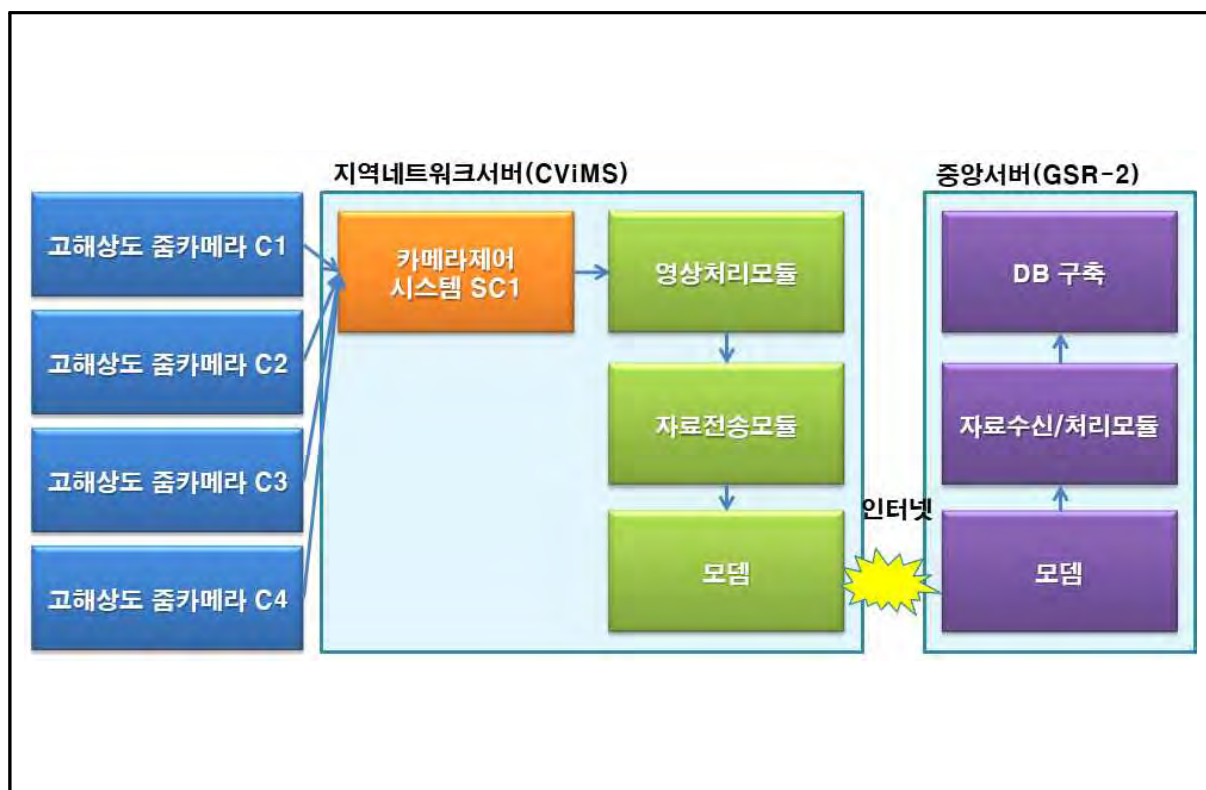 지역네트워크서버(CViMS)
중앙서버(GSR-2)
고해상도 줌카메라 C1
고해상도 줌카메라 C2
고해상도 줌카메라 C3
고해상도 줌카메라 C4
카메라제어
시스템 SC1
영상처리모듈
자료전송모듈
모뎀
인터넷
DB 구축
자료수신/처리모듈
모뎀